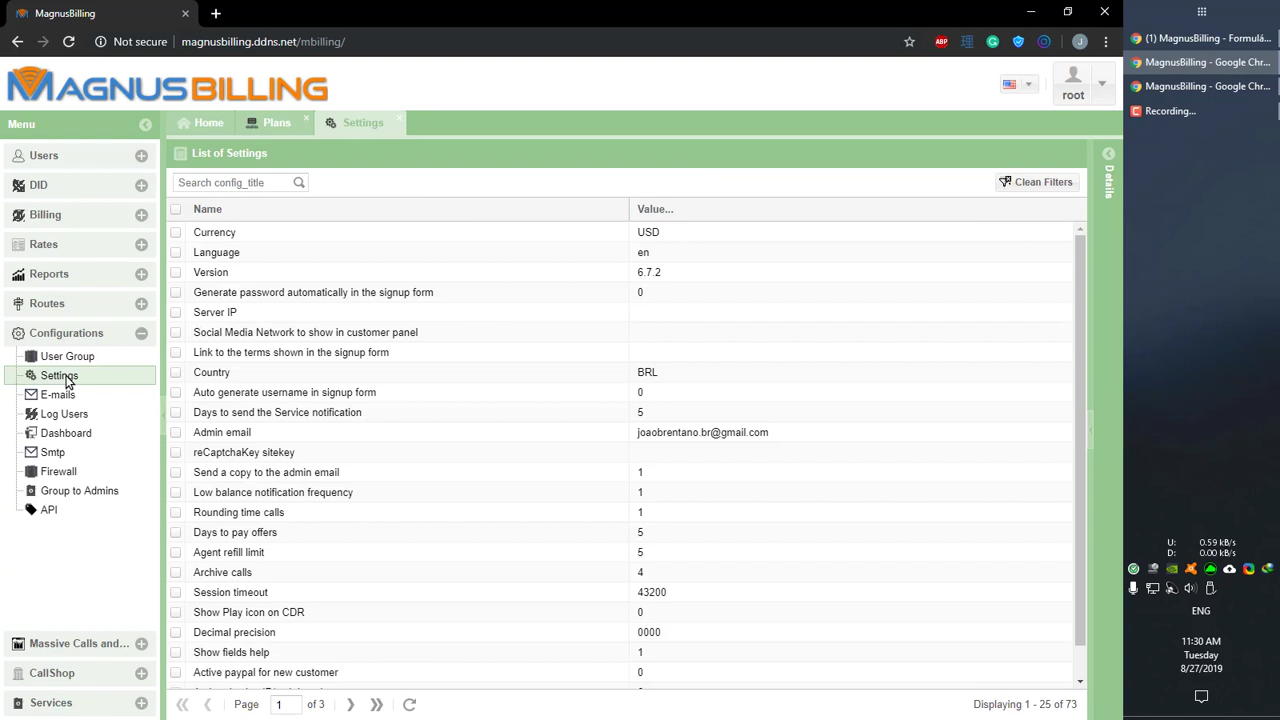 MagnusBilling
Not secure
magnusbilling.ddns.net/mbilling/
ABP
J
(1) MagnusBilling - Formulá...
MagnusBilling - Google Chr...
MagnusBilling - Google Chr...
Recording...
MAGNUSBILLING
root
Menu
Home
Plans
Settings
Users
DID
Billing
Rates
Reports
Routes
Configurations
User Group
Settings
E-mails
Log Users
Dashboard
Smtp
Firewall
Group to Admins
API
Massive Calls and...
CallShop
Services
List of Settings
Search config_title
Clean Filters
Details
Name Value...
Currency USD
Language en
Version 6.7.2
Generate password automatically in the signup form 0
Server IP
Social Media Network to show in customer panel
Link to the terms shown in the signup form
Country BRL
Auto generate username in signup form 0
Days to send the Service notification 5
Admin email joaobrentano.br@gmail.com
reCaptchaKey sitekey
Send a copy to the admin email 1
Low balance notification frequency 1
Rounding time calls 1
Days to pay offers 5
Agent refill limit 5
Archive calls 4
Session timeout 43200
Show Play icon on CDR 0
Decimal precision 0000
Show fields help 1
Active paypal for new customer 0
Page 1 of 3
Displaying 1 - 25 of 73
U: 0.59 kB/s
D: 0.00 kB/s
ENG
11:30 AM
Tuesday
8/27/2019